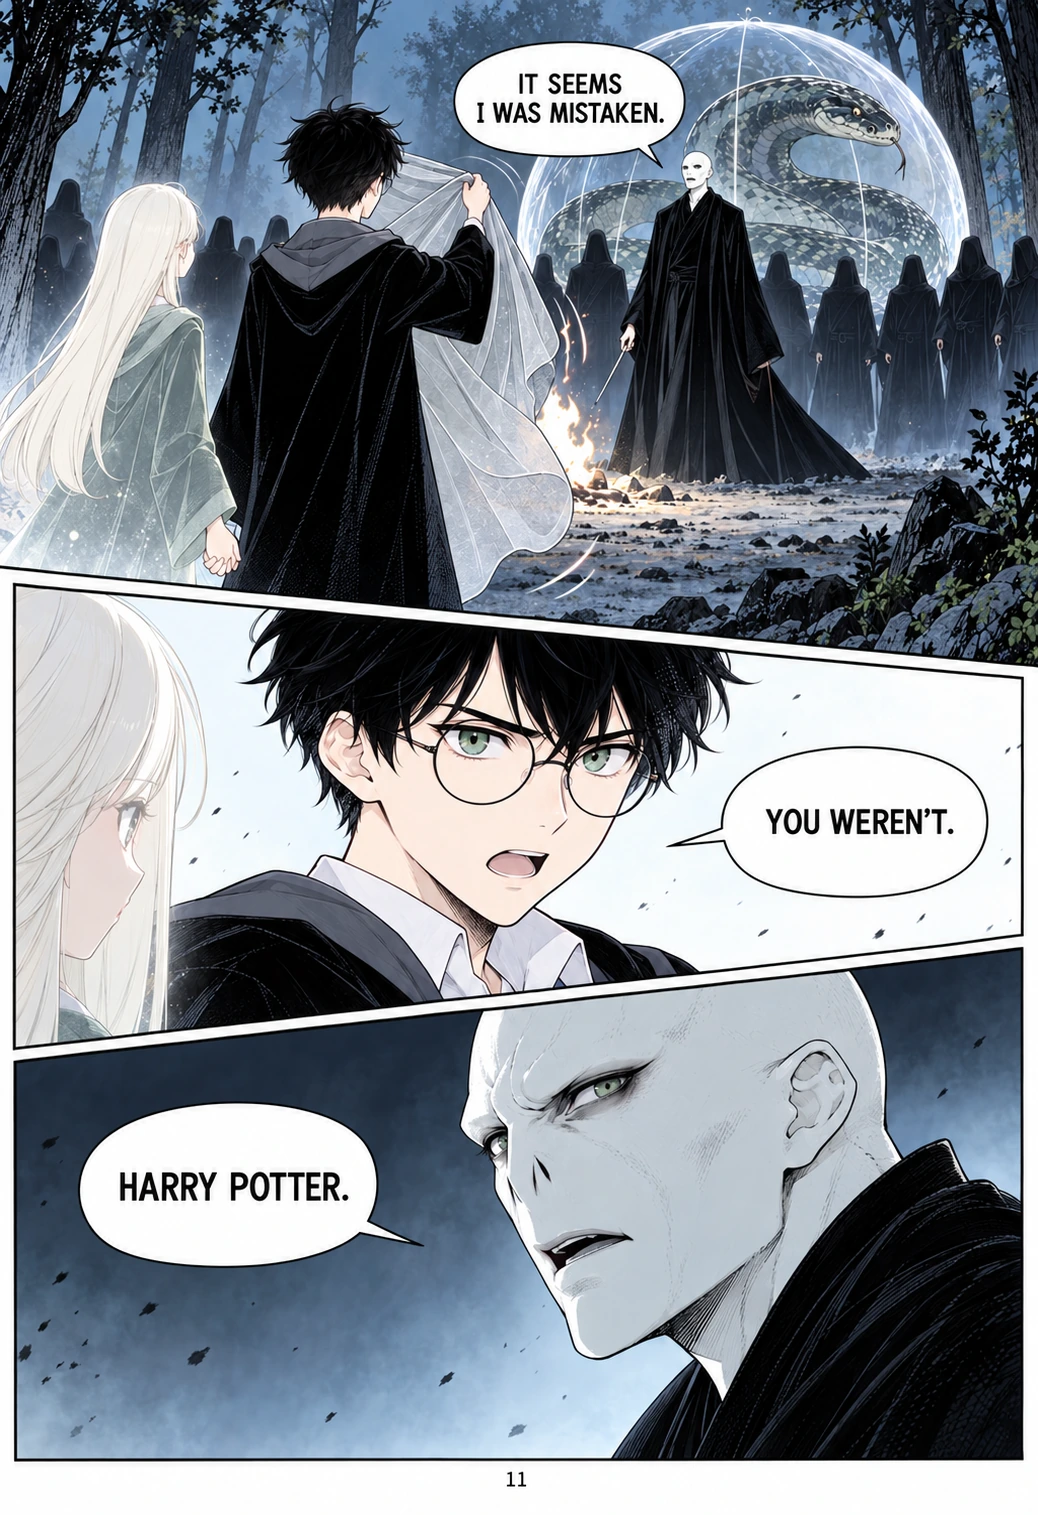 IT SEEMS
I WAS MISTAKEN.
YOU WEREN'T.
HARRY POTTER.
11